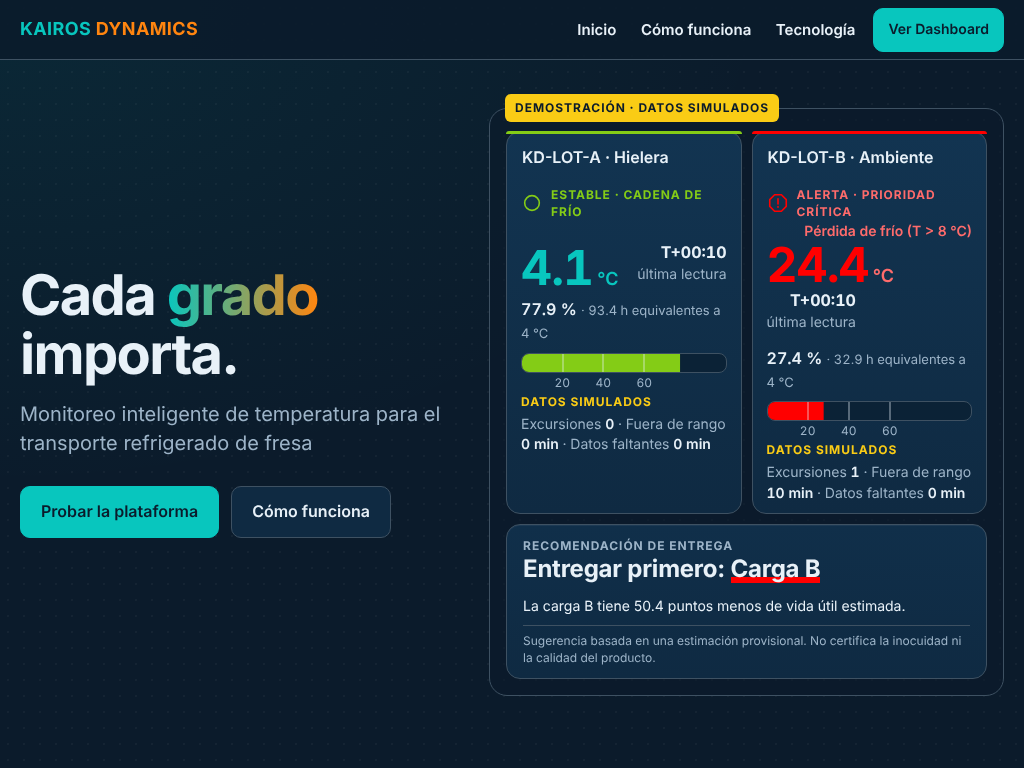 KAIROS DYNAMICS
Inicio
Cómo funciona
Tecnología
Ver Dashboard
Cada grado
importa.
Monitoreo inteligente de temperatura para el
transporte refrigerado de fresa
Probar la plataforma
Cómo funciona
DEMOSTRACIÓN · DATOS SIMULADOS
KD-LOT-A · Hielera
ESTABLE · CADENA DE
FRÍO
4.1 °C
T+00:10
última lectura
77.9 % · 93.4 h equivalentes a
4 °C
20 40 60
DATOS SIMULADOS
Excursiones 0 · Fuera de rango
0 min · Datos faltantes 0 min
KD-LOT-B · Ambiente
ALERTA · PRIORIDAD
CRÍTICA
Pérdida de frío (T > 8 °C)
24.4 °C
T+00:10
última lectura
27.4 % · 32.9 h equivalentes a
4 °C
20 40 60
DATOS SIMULADOS
Excursiones 1 · Fuera de rango
10 min · Datos faltantes 0 min
RECOMENDACIÓN DE ENTREGA
Entregar primero: Carga B
La carga B tiene 50.4 puntos menos de vida útil estimada.
Sugerencia basada en una estimación provisional. No certifica la inocuidad ni
la calidad del producto.